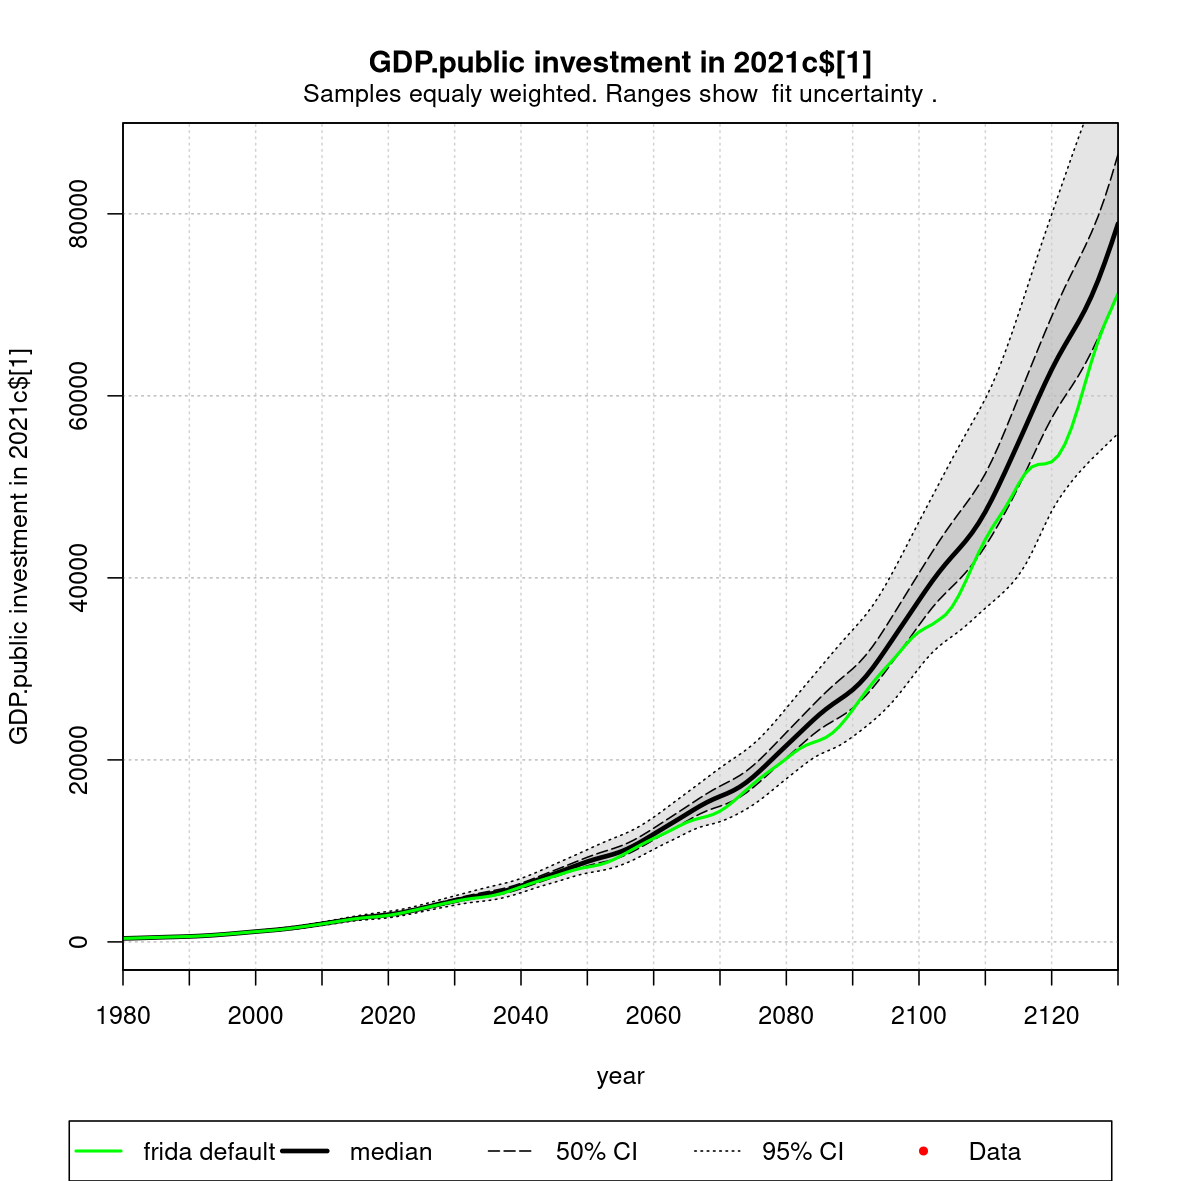 GDP.public investment in 2021c$[1]
Samples equaly weighted. Ranges show  fit uncertainty .
GDP.public investment in 2021c$[1]
80000
60000
40000
20000
0
1980 2000 2020 2040 2060 2080 2100 2120
year
frida default median 50% CI 95% CI Data